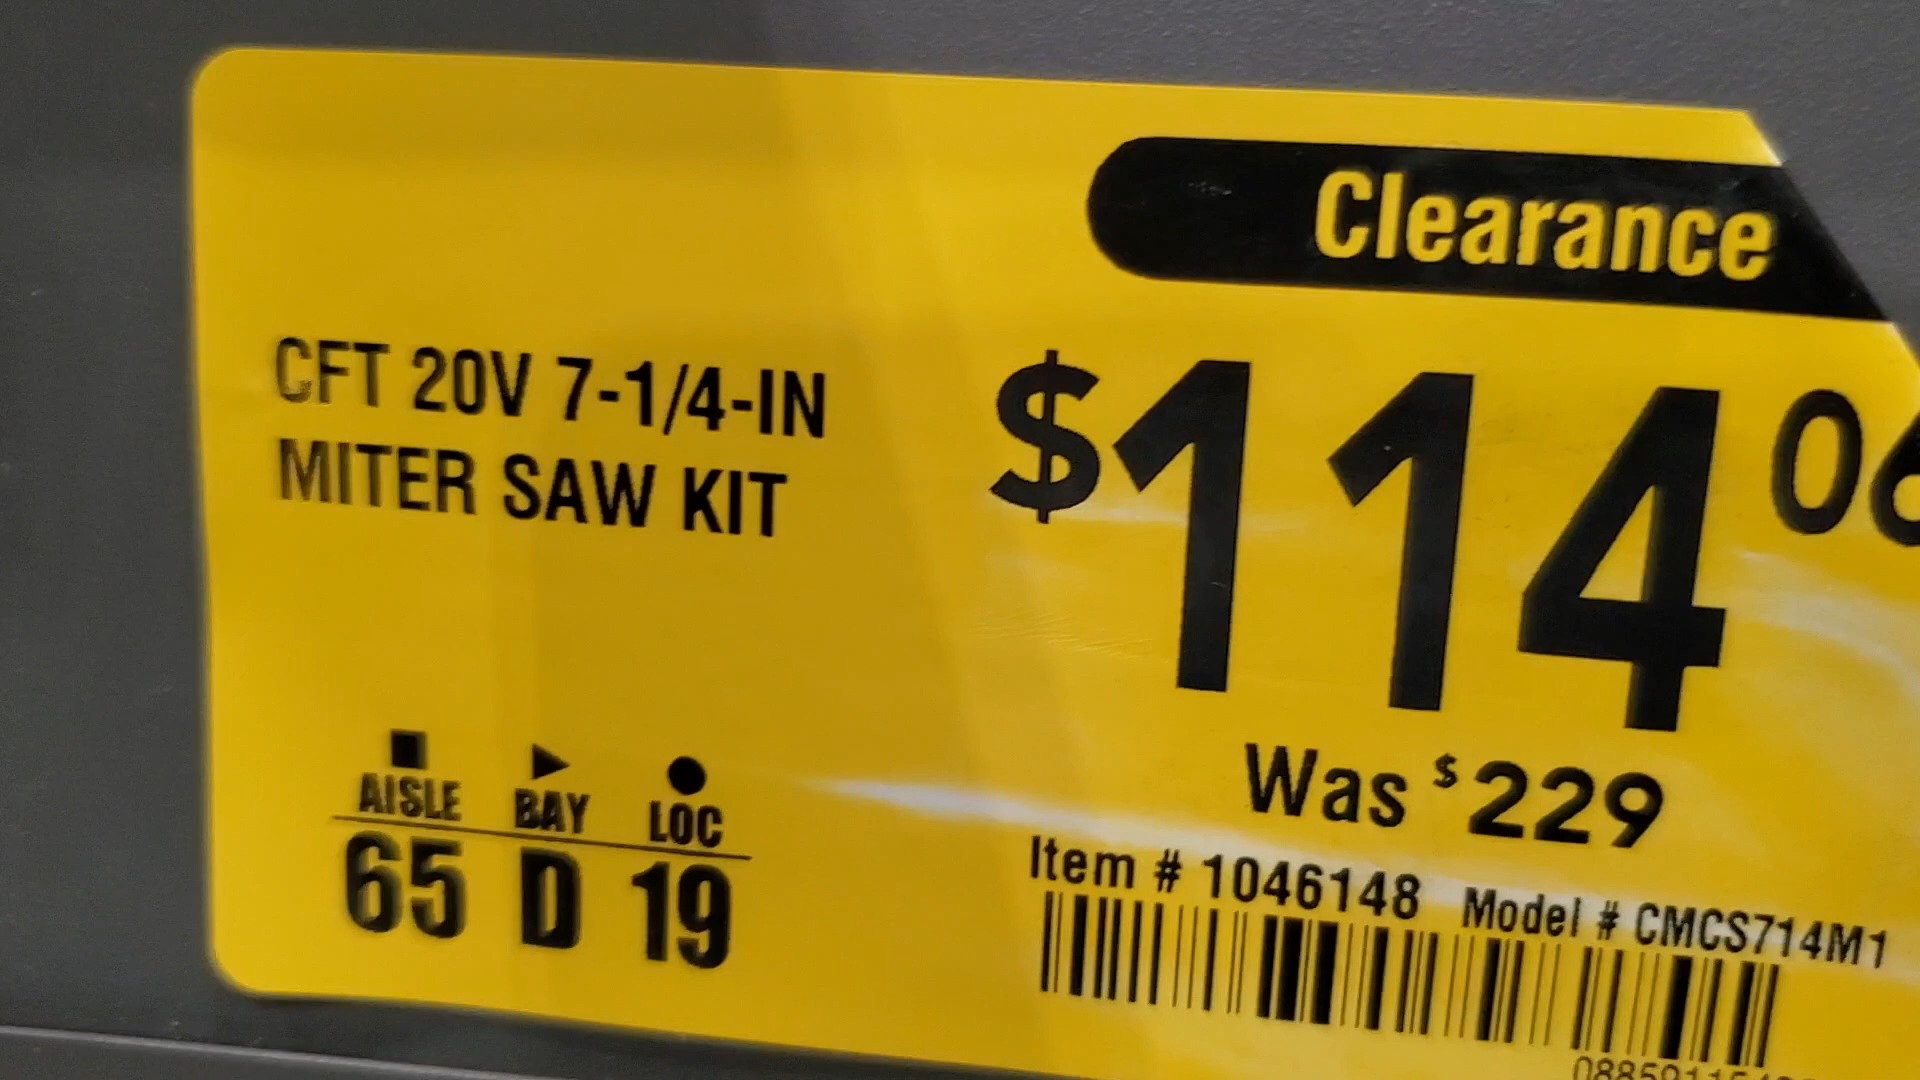 Clearance
CFT 20V 7-1/4-IN
MITER SAW KIT
$114 06
Was $229
AISLE BAY LOC
65 D 19
Item # 1046148 Model # CMCS714M1